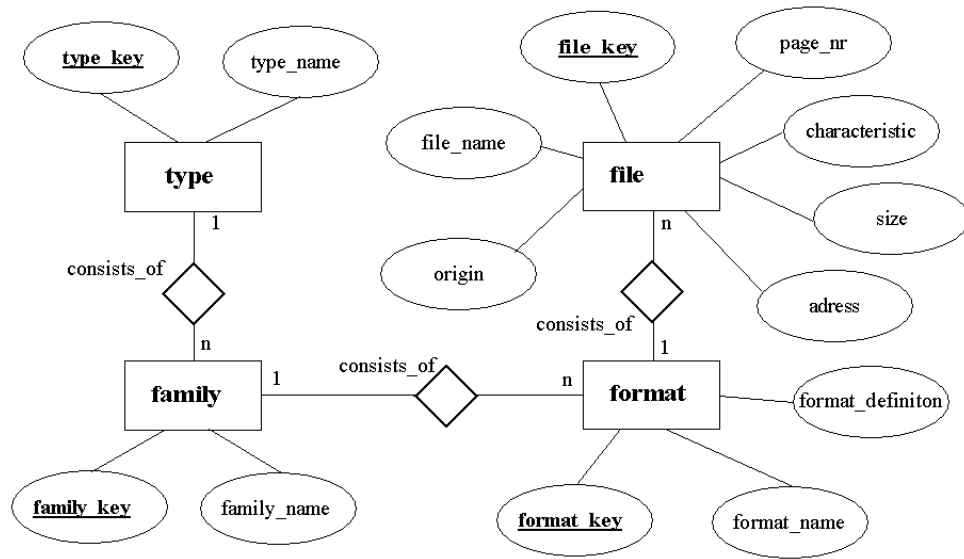 type_key
type_name
file_key
page_nr
characteristic
file_name
type
file
size
origin
adress
1
n
consists_of
consists_of
n
1
consists_of
family
1
n
format
format_definiton
family_key
family_name
format_key
format_name